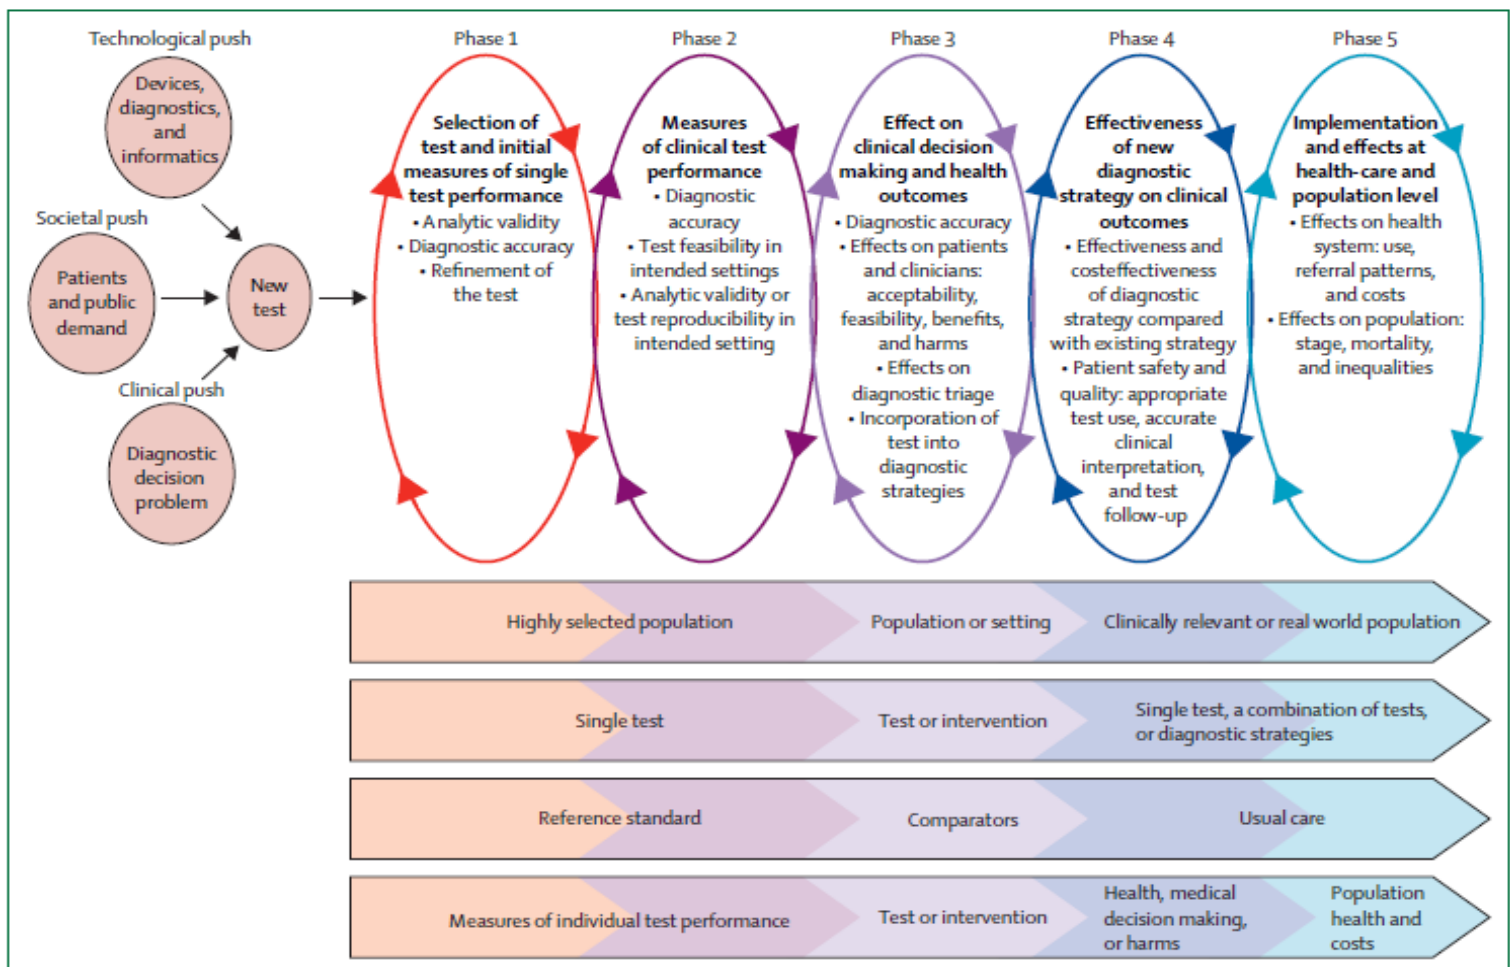 Technological push
Devices,
diagnostics,
and
informatics
Societal push
Patients
and public
demand
New
test
Clinical push
Diagnostic
decision
problem
Phase 1
Selection of
test and initial
measures of single
test performance
• Analytic validity
• Diagnostic accuracy
• Refinement of
the test
Phase 2
Measures
of clinical test
performance
• Diagnostic
accuracy
• Test feasibility in
intended settings
• Analytic validity or
test reproducibility in
intended setting
Phase 3
Effect on
clinical decision
making and health
outcomes
• Diagnostic accuracy
• Effects on patients
and clinicians:
acceptability,
feasibility, benefits,
and harms
• Effects on
diagnostic triage
• Incorporation of
test into
diagnostic
strategies
Phase 4
Effectiveness
of new
diagnostic
strategy on clinical
outcomes
• Effectiveness and
costeffectiveness
of diagnostic
strategy compared
with existing strategy
• Patient safety and
quality: appropriate
test use, accurate
clinical
interpretation,
and test
follow-up
Phase 5
Implementation
and effects at
health-care and
population level
• Effects on health
system: use,
referral patterns,
and costs
• Effects on population:
stage, mortality,
and inequalities
Highly selected population
Population or setting
Clinically relevant or real world population
Single test
Test or intervention
Single test, a combination of tests,
or diagnostic strategies
Reference standard
Comparators
Usual care
Measures of individual test performance
Test or intervention
Health, medical
decision making,
or harms
Population
health and
costs